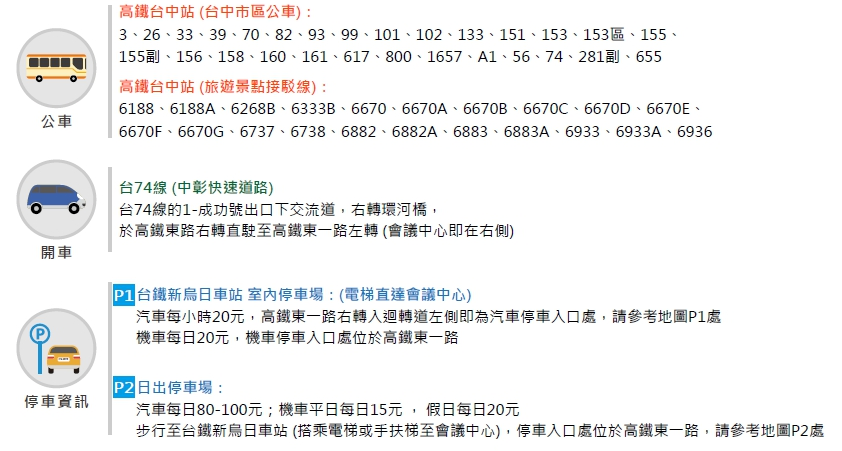 高鐵台中站 (台中市區公車)：
3、26、33、39、70、82、93、99、101、102、133、151、153、153區、155、
155副、156、158、160、161、617、800、1657、A1、56、74、281副、655
高鐵台中站 (旅遊景點接駁線)：
6188、6188A、6268B、6333B、6670、6670A、6670B、6670C、6670D、6670E、
6670F、6670G、6737、6738、6882、6882A、6883、6883A、6933、6933A、6936
公車
台74線 (中彰快速道路)
台74線的1-成功號出口下交流道，右轉環河橋，
於高鐵東路右轉直駛至高鐵東一路左轉 (會議中心即在右側)
開車
P1 台鐵新烏日車站 室內停車場：(電梯直達會議中心)
汽車每小時20元，高鐵東一路右轉入迴轉道左側即為汽車停車入口處，請參考地圖P1處
機車每日20元，機車停車入口處位於高鐵東一路
P
停車資訊
P2 日出停車場：
汽車每日80-100元；機車平日每日15元 ， 假日每日20元
步行至台鐵新烏日車站 (搭乘電梯或手扶梯至會議中心)，停車入口處位於高鐵東一路，請參考地圖P2處